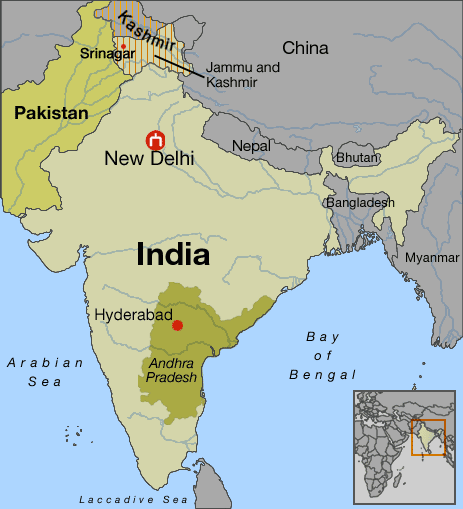 Kashmir
Srinagar
China
Jammu and
Kashmir
Pakistan
Nepal
New Delhi
Bhutan
Bangladesh
India
Myanmar
Hyderabad
Bay
of
Bengal
Arabian
Sea
Andhra
Pradesh
Laccadive Sea